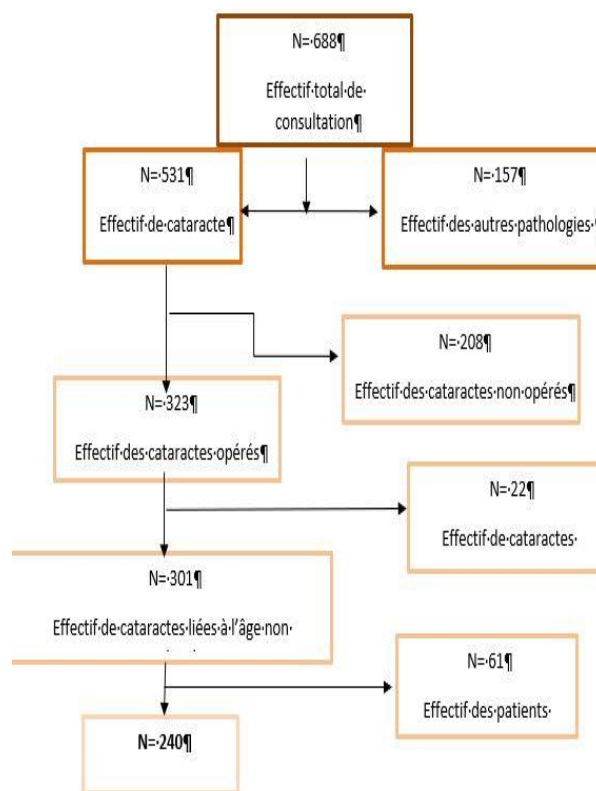 N=·688¶
Effectif·total·de·
consultation¶
N=·531¶
Effectif·de·cataracte¶
N=·157¶
Effectif·des·autres·pathologies·¶
N=·208¶
Effectif·des·cataractes·non·opérés¶
N=·323¶
Effectif·des·cataractes·opérés¶
N=·22¶
Effectif·de·cataractes·
N=·301¶
Effectif·de·cataractes·liées·à·l'âge·non·
N=·61¶
Effectif·des·patients·
N=·240¶